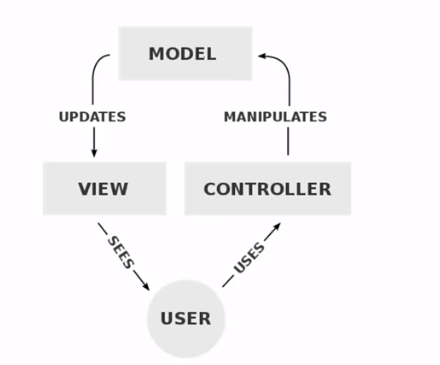 MODEL
UPDATES
MANIPULATES
VIEW
CONTROLLER
SEES
USES
USER